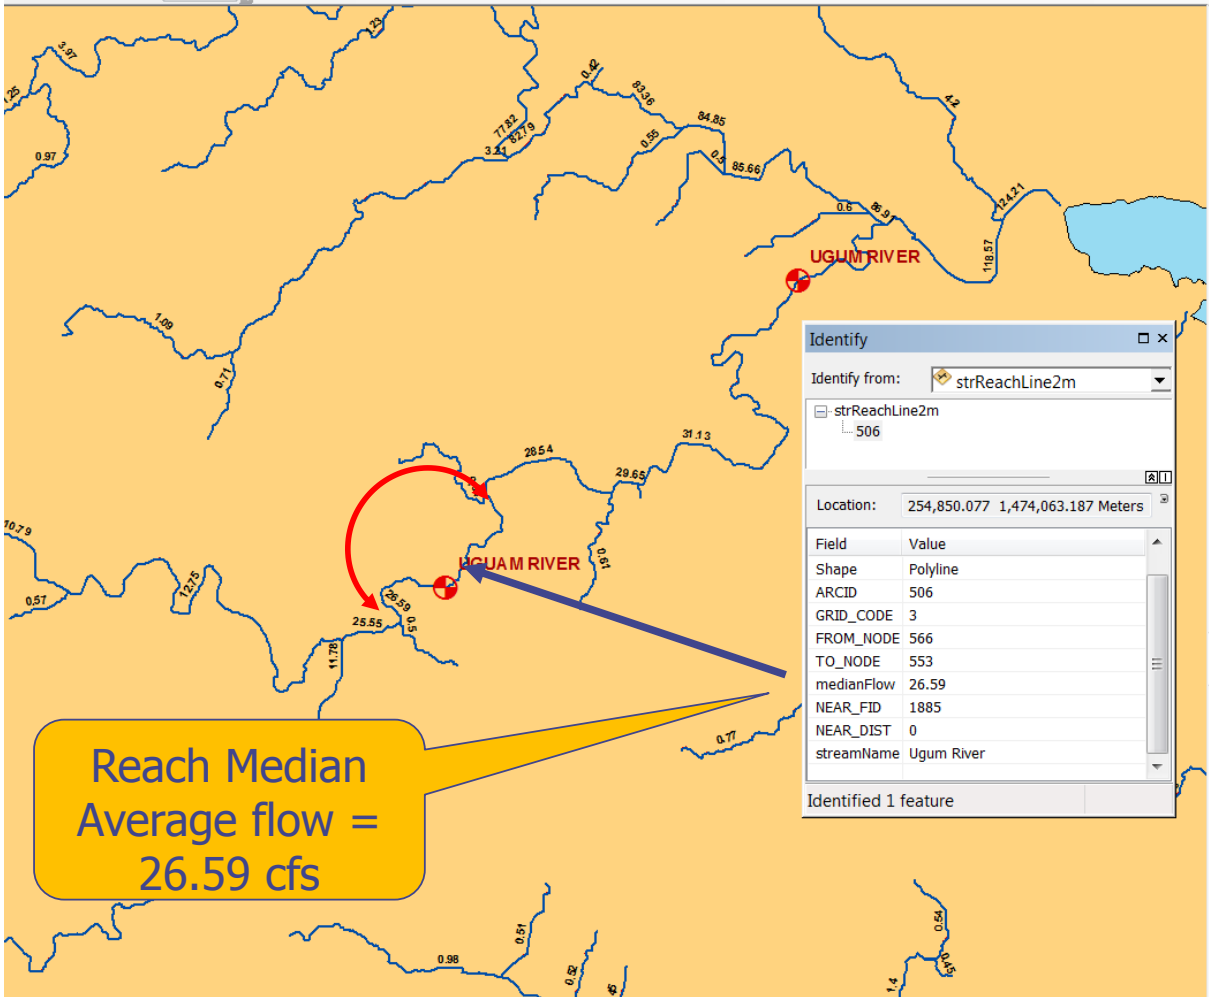 1.23
3.97
1.25
0.42
83.36
4.2
77.82
82.79
84.85
0.55
3.21
0.97
0.5
85.66
124.21
0.6
86.91
118.57
UGUM RIVER
1.09
0.71
Identify
Identify from:
strReachLine2m
strReachLine2m
506
31.13
28.54
29.65
Location:
254,850.077 1,474,063.187 Meters
Field Value
Shape Polyline
ARCID 506
GRID_CODE 3
FROM_NODE 566
TO_NODE 553
medianFlow 26.59
NEAR_FID 1885
NEAR_DIST 0
streamName Ugum River
Identified 1 feature
10.79
UGUAM RIVER
0.61
12.75
0.57
26.59
25.55
0.5
11.78
0.77
Reach Median
Average flow =
26.59 cfs
0.51
0.54
0.98
0.52
0.45
1.4
45